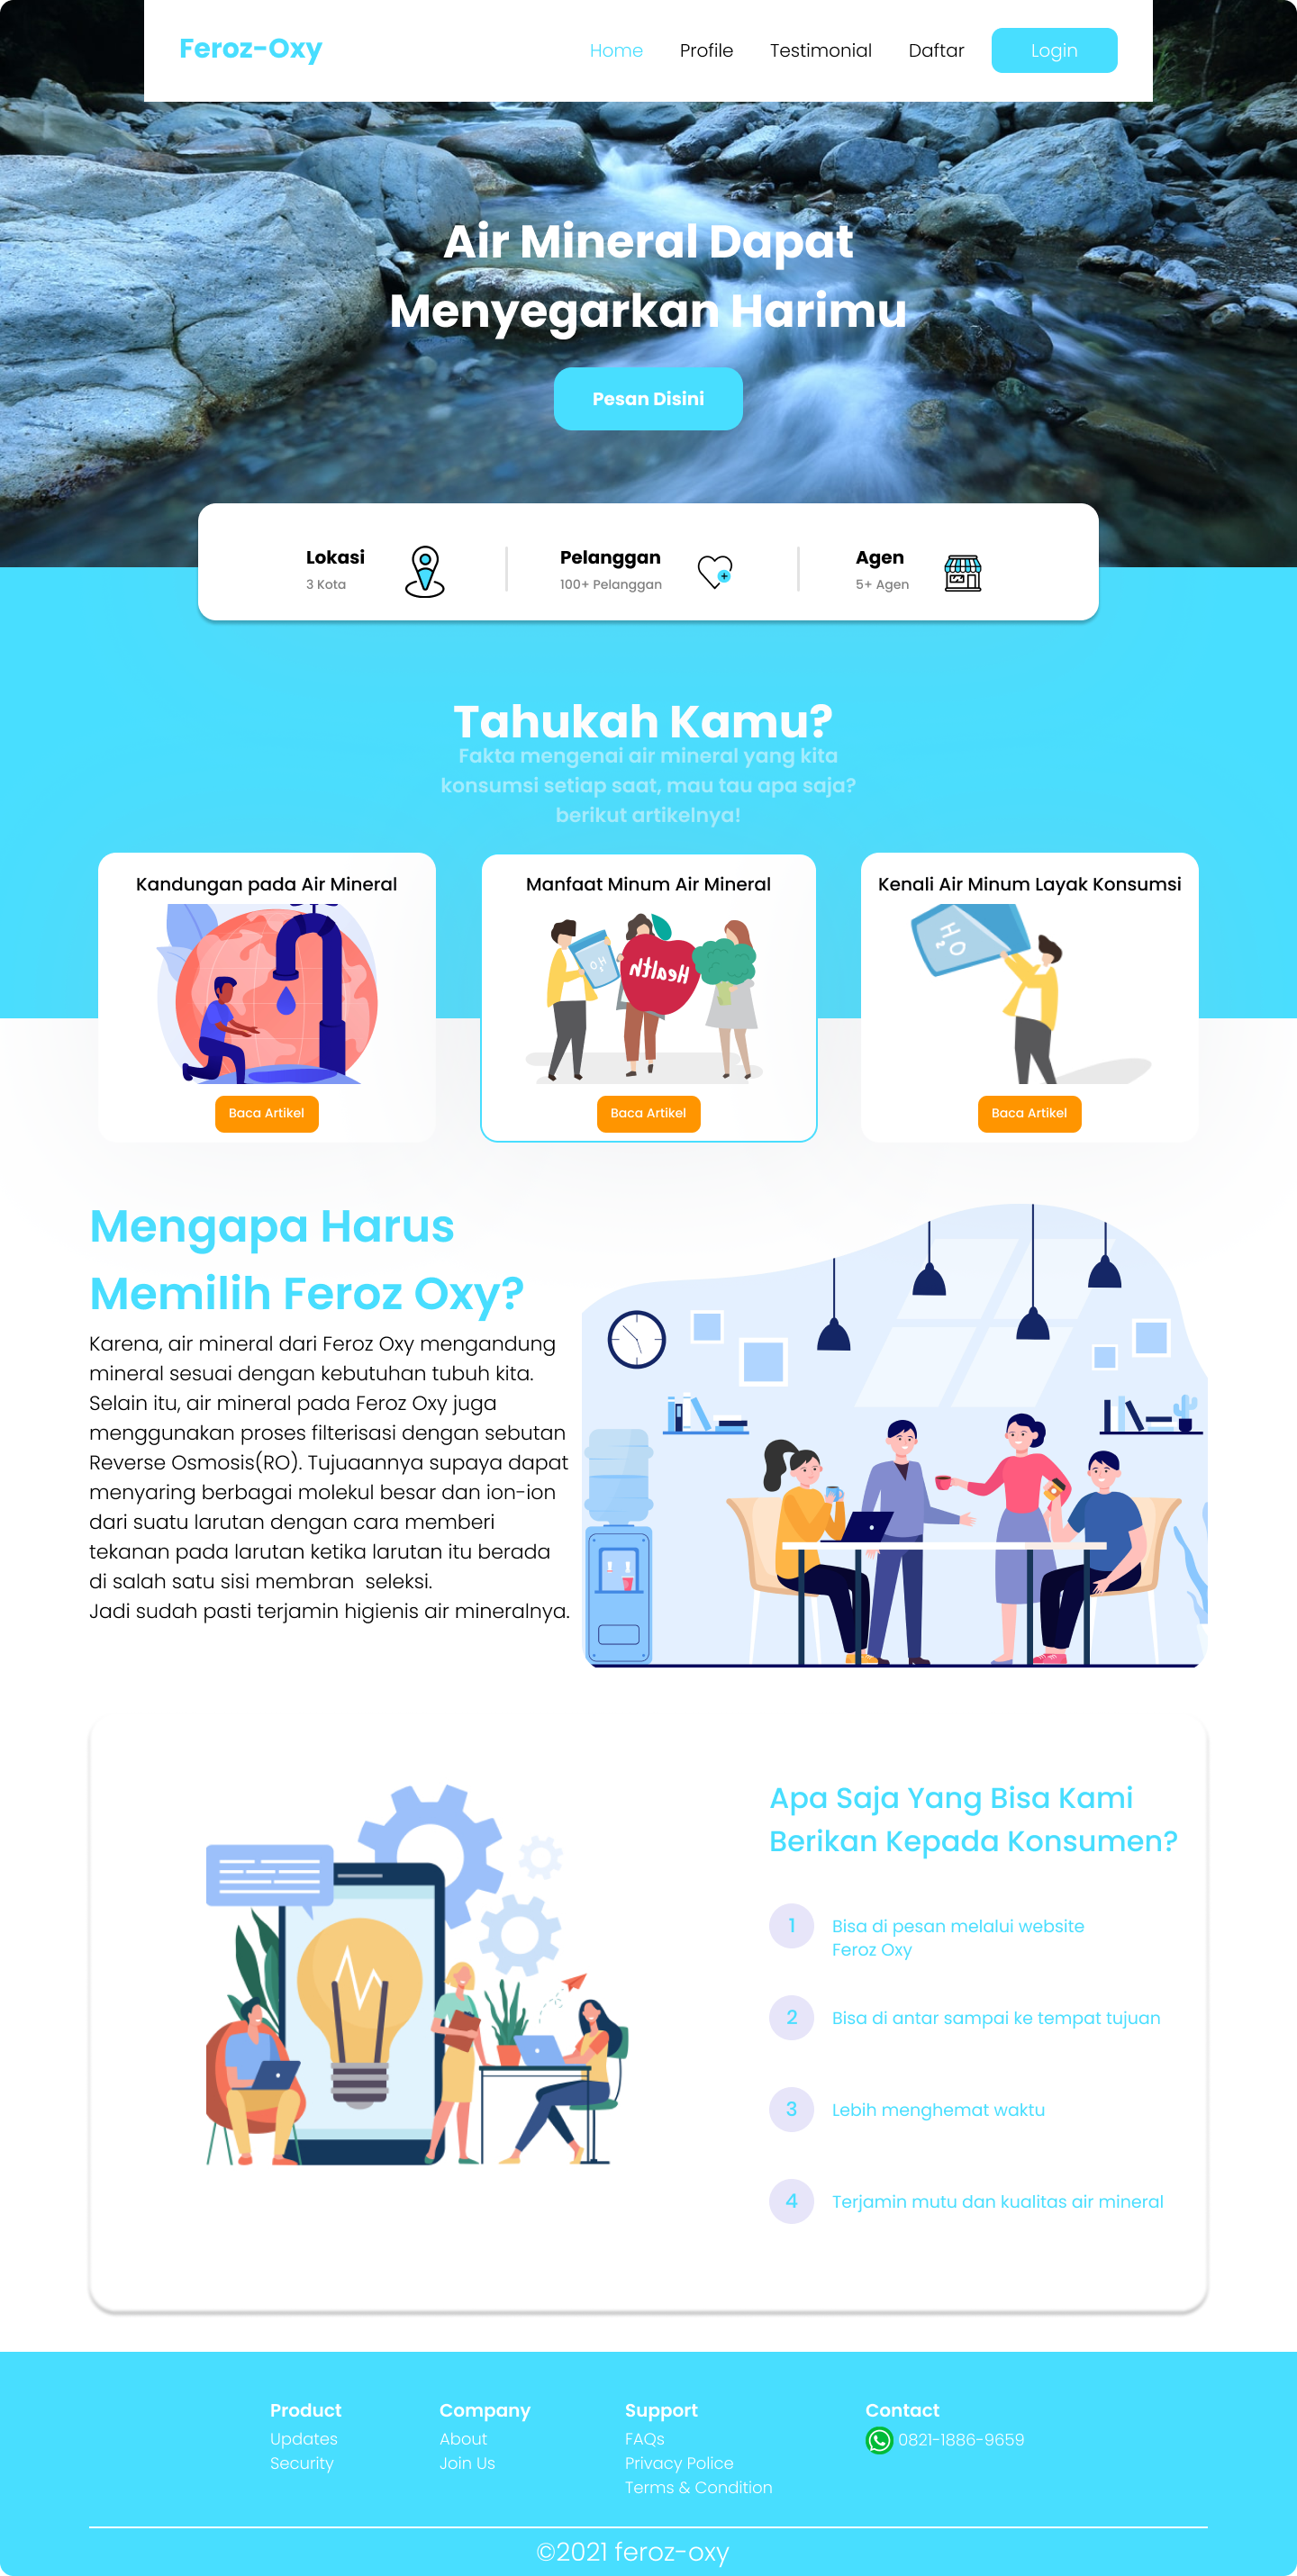 Feroz-Oxy
Home
Profile
Testimonial
Daftar
Login
Air Mineral Dapat
Menyegarkan Harimu
Pesan Disini
Lokasi
3 Kota
Pelanggan
100+ Pelanggan
Agen
5+ Agen
Tahukah Kamu?
Fakta mengenai air mineral yang kita
konsumsi setiap saat, mau tau apa saja?
berikut artikelnya!
Kandungan pada Air Mineral
Baca Artikel
Manfaat Minum Air Mineral
H2O
Health
Baca Artikel
Kenali Air Minum Layak Konsumsi
H2O
Baca Artikel
Mengapa Harus
Memilih Feroz Oxy?
Karena, air mineral dari Feroz Oxy mengandung
mineral sesuai dengan kebutuhan tubuh kita.
Selain itu, air mineral pada Feroz Oxy juga
menggunakan proses filterisasi dengan sebutan
Reverse Osmosis(RO). Tujuaannya supaya dapat
menyaring berbagai molekul besar dan ion-ion
dari suatu larutan dengan cara memberi
tekanan pada larutan ketika larutan itu berada
di salah satu sisi membran  seleksi.
Jadi sudah pasti terjamin higienis air mineralnya.
Apa Saja Yang Bisa Kami
Berikan Kepada Konsumen?
1
Bisa di pesan melalui website
Feroz Oxy
2
Bisa di antar sampai ke tempat tujuan
3
Lebih menghemat waktu
4
Terjamin mutu dan kualitas air mineral
Product
Updates
Security
Company
About
Join Us
Support
FAQs
Privacy Police
Terms & Condition
Contact
0821-1886-9659
©2021 feroz-oxy